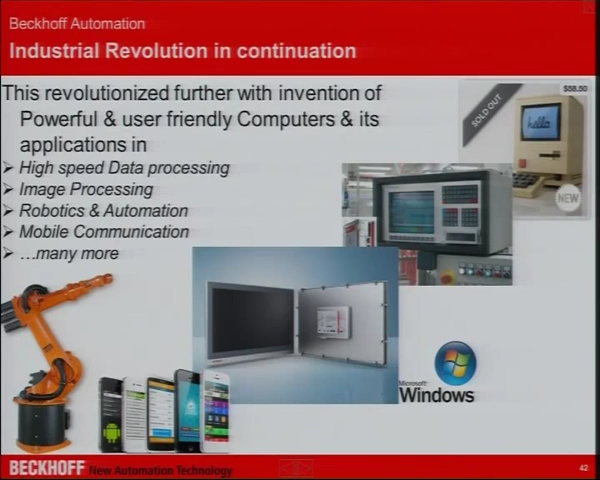 Beckhoff Automation
Industrial Revolution in continuation
This revolutionized further with invention of
Powerful & user friendly Computers & its
applications in
➢ High speed Data processing
➢ Image Processing
➢ Robotics & Automation
➢ Mobile Communication
➢ …many more
$58.50
SOLD OUT
hello
NEW
Microsoft
Windows
BECKHOFF New Automation Technology
42